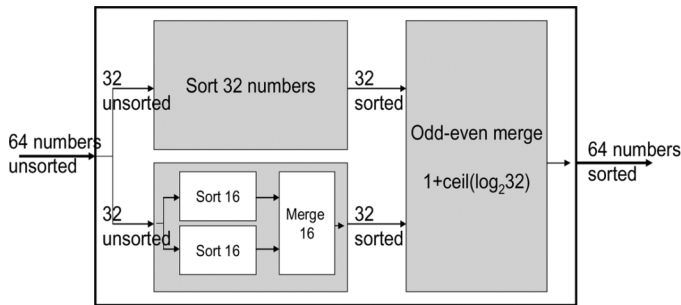 64 numbers
unsorted
32
unsorted
Sort 32 numbers
32
sorted
32
unsorted
Sort 16
Sort 16
Merge
16
32
sorted
Odd-even merge
1+ceil(log₂32)
64 numbers
sorted